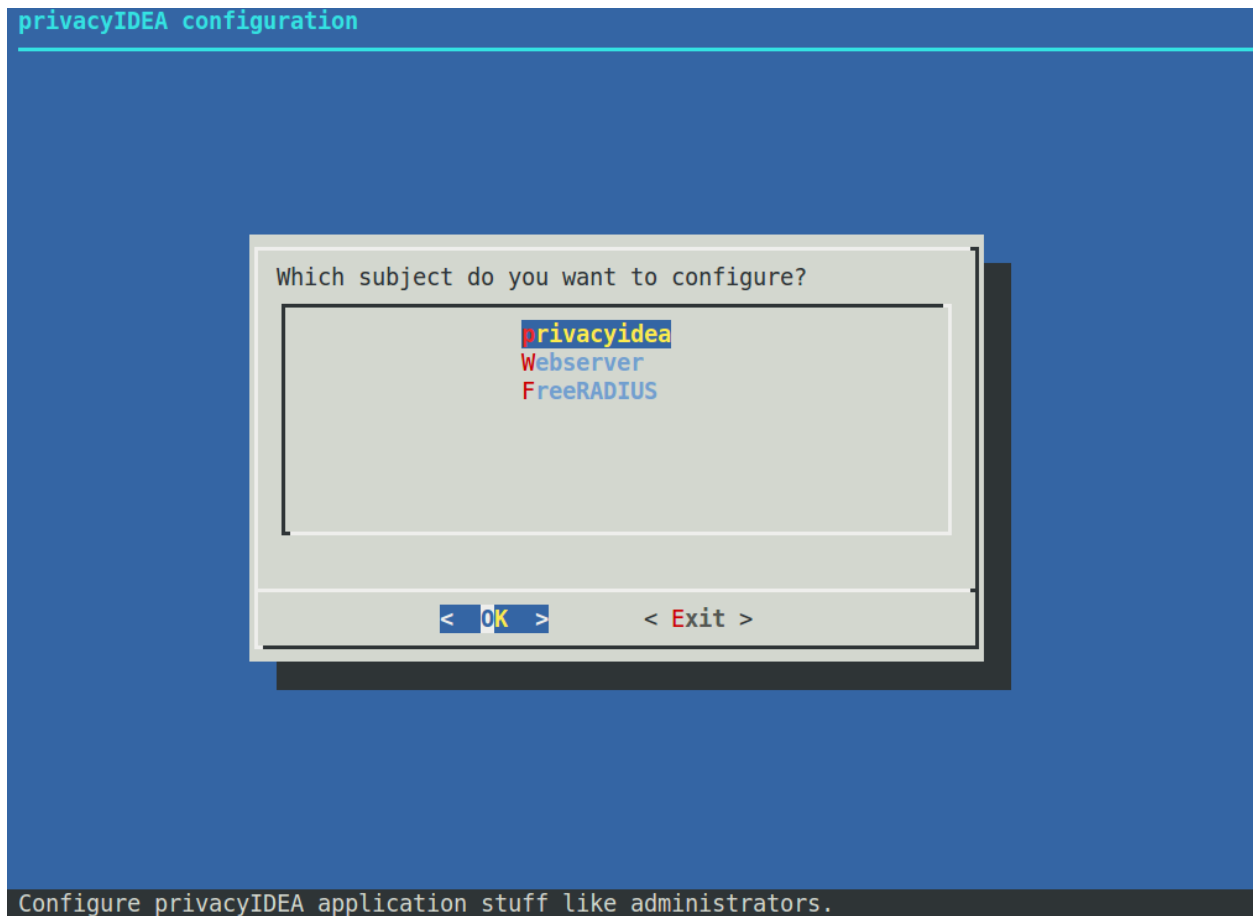 privacyIDEA configuration
Which subject do you want to configure?
privacyidea
Webserver
FreeRADIUS
<  OK  > < Exit >
Configure privacyIDEA application stuff like administrators.